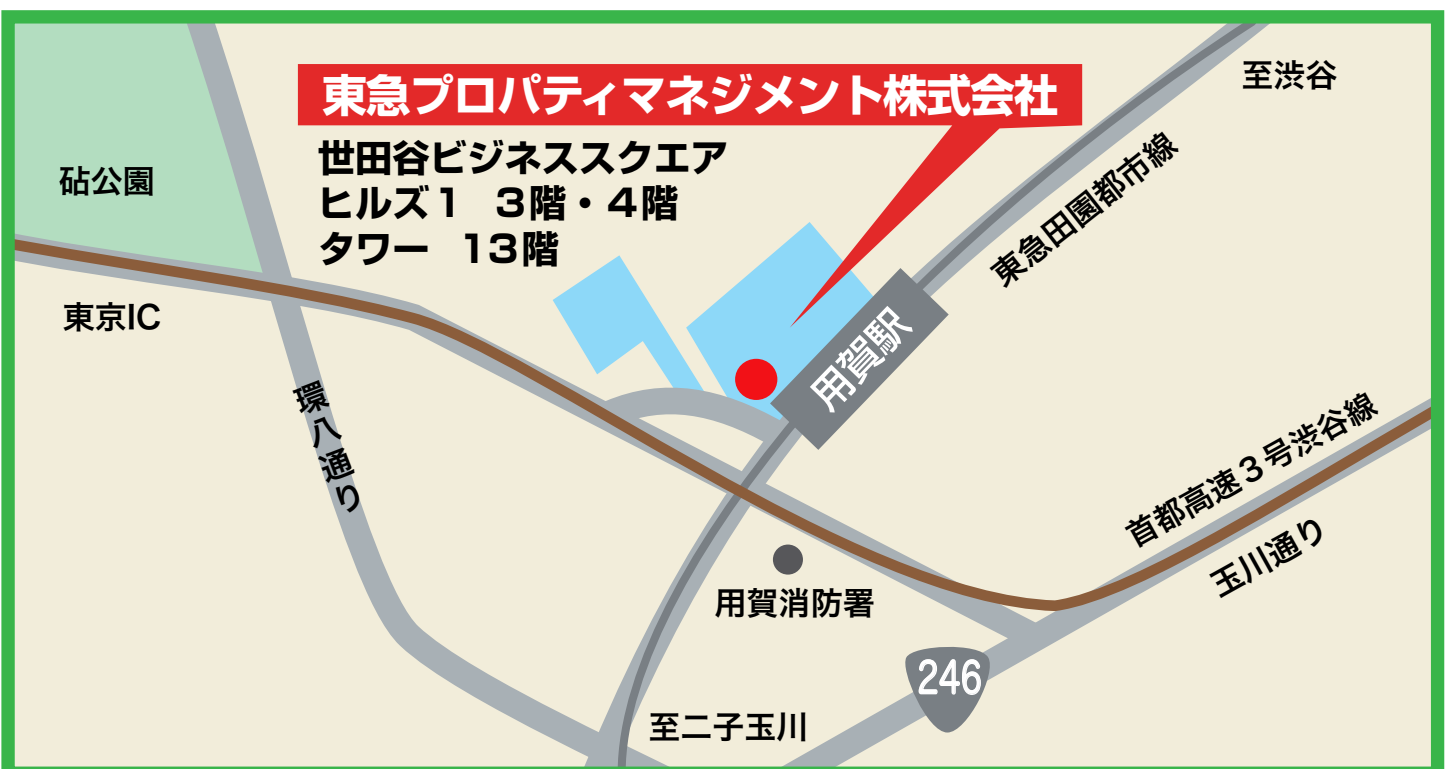 東急プロパティマネジメント株式会社
至渋谷
世田谷ビジネススクエア
ヒルズ1 3階・4階
タワー 13階
砧公園
東急田園都市線
東京IC
用賀駅
環八通り
首都高速3号渋谷線
玉川通り
用賀消防署
246
至二子玉川